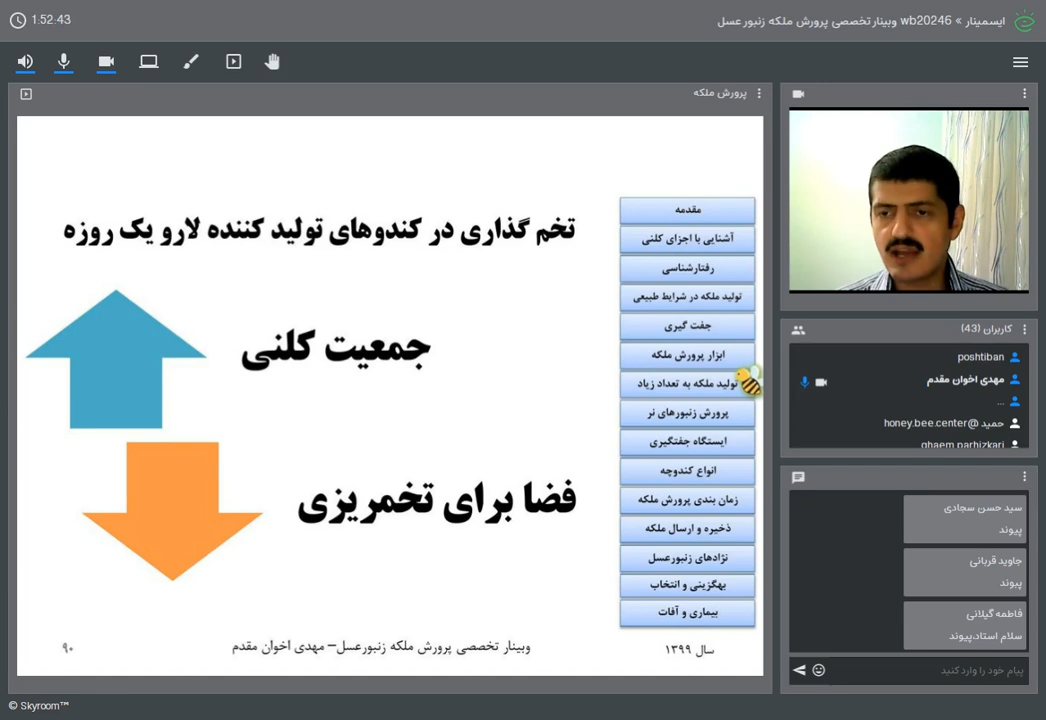 1:52:43
ایسمینار » wb20246 وبینار تخصصی پرورش ملکه زنبور عسل
پرورش ملکه
تخم گذاری در کندوهای تولید کننده لارو یک روزه
جمعیت کلنی
فضا برای تخمریزی
مقدمه
آشنایی با اجزای کلنی
رفتارشناسی
تولید ملکه در شرایط طبیعی
جفت گیری
ابزار پرورش ملکه
تولید ملکه به تعداد زیاد
پرورش زنبورهای نر
ایستگاه جفتگیری
انواع کندوچه
زمان بندی پرورش ملکه
ذخیره و ارسال ملکه
نژادهای زنبورعسل
بهگزینی و انتخاب
بیماری و آفات
سال ۱۳۹۹
وبینار تخصصی پرورش ملکه زنبورعسل– مهدی اخوان مقدم
۹۰
کاربران (43)
poshtiban
مهدی اخوان مقدم
...
حمید @honey.bee.center
ghaem parhizkari
سید حسن سجادی
پیوند
جاوید قربانی
پیوند
فاطمه گیلانی
سلام استاد،پیوند
پیام خود را وارد کنید
© Skyroom™